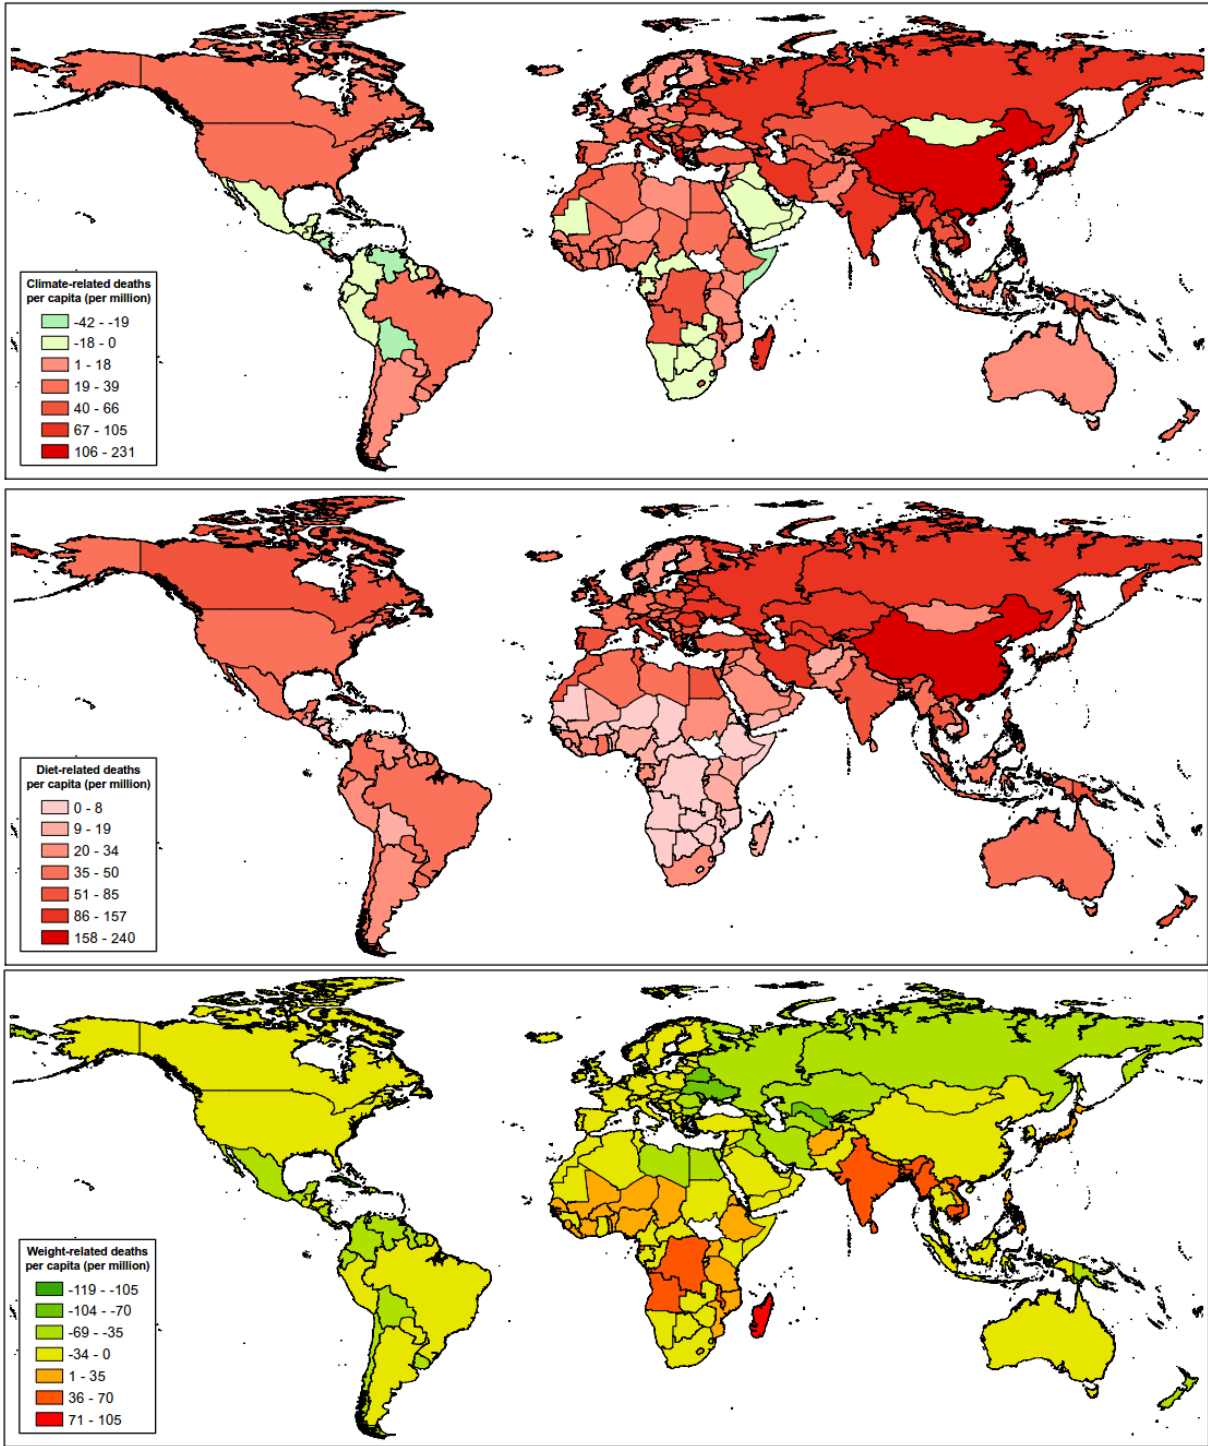 Climate-related deaths
per capita (per million)
-42 - -19
-18 - 0
1 - 18
19 - 39
40 - 66
67 - 105
106 - 231
Diet-related deaths
per capita (per million)
0 - 8
9 - 19
20 - 34
35 - 50
51 - 85
86 - 157
158 - 240
Weight-related deaths
per capita (per million)
-119 - -105
-104 - -70
-69 - -35
-34 - 0
1 - 35
36 - 70
71 - 105